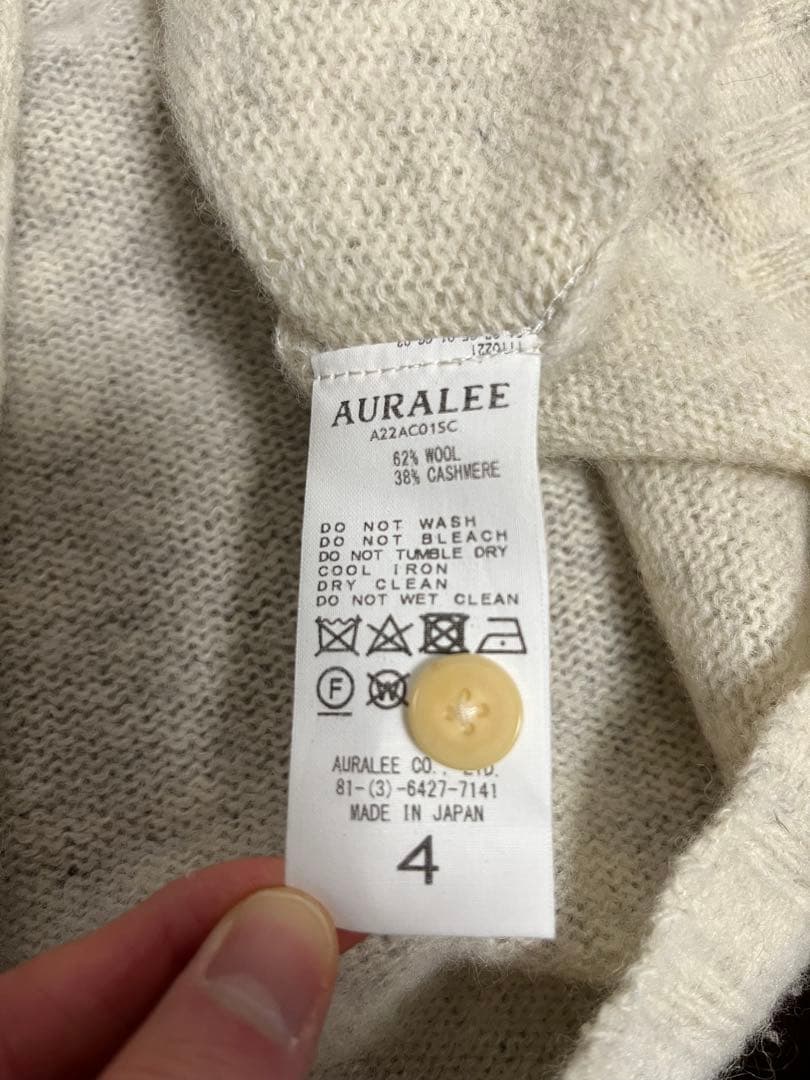 AURALEE
A22AC01SC
62% WOOL
38% CASHMERE
DO NOT WASH
DO NOT BLEACH
DO NOT TUMBLE DRY
COOL IRON
DRY CLEAN
DO NOT WET CLEAN
F W
AURALEE CO., LTD.
81-(3)-6427-7141
MADE IN JAPAN
4